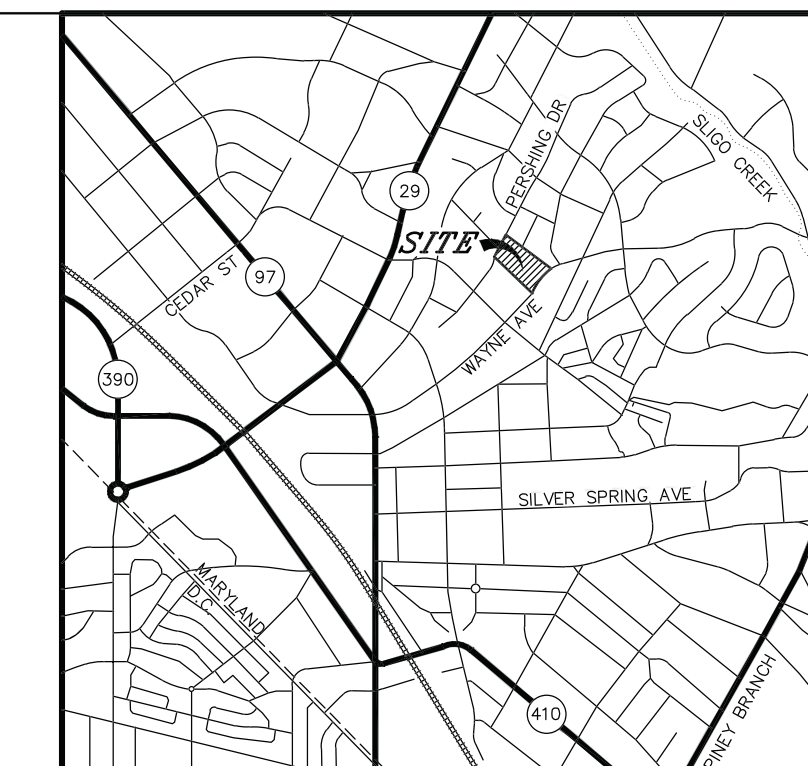 SLIGO CREEK
PERSHING DR
29
SITE
CEDAR ST
97
WAYNE AVE
390
SILVER SPRING AVE
MARYLAND
D.C.
PINEY BRANCH
410